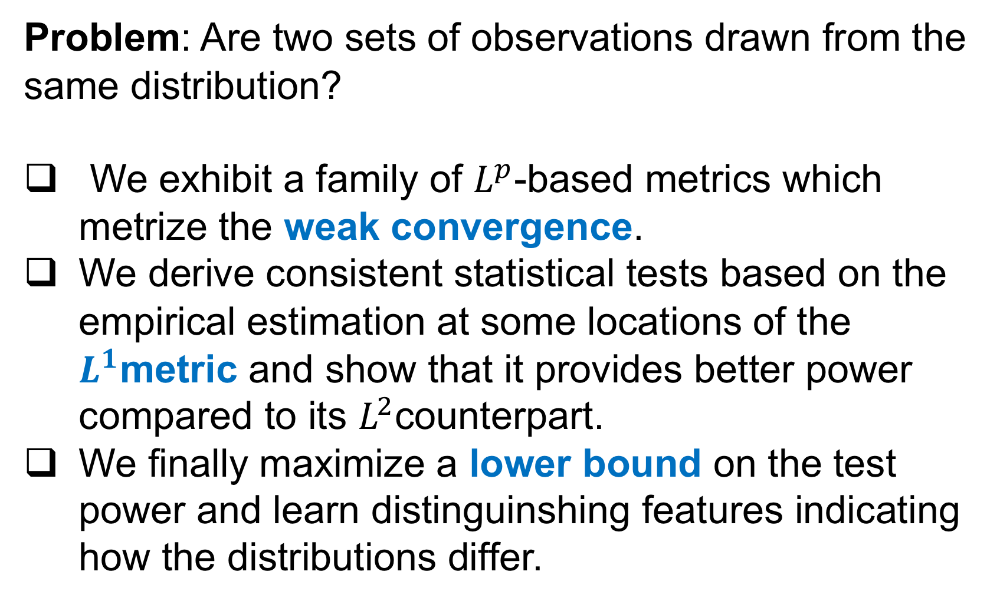 Problem: Are two sets of observations drawn from the
same distribution?
❑ We exhibit a family of L^p-based metrics which
metrize the weak convergence.
❑ We derive consistent statistical tests based on the
empirical estimation at some locations of the
L^1 metric and show that it provides better power
compared to its L^2 counterpart.
❑ We finally maximize a lower bound on the test
power and learn distinguinshing features indicating
how the distributions differ.